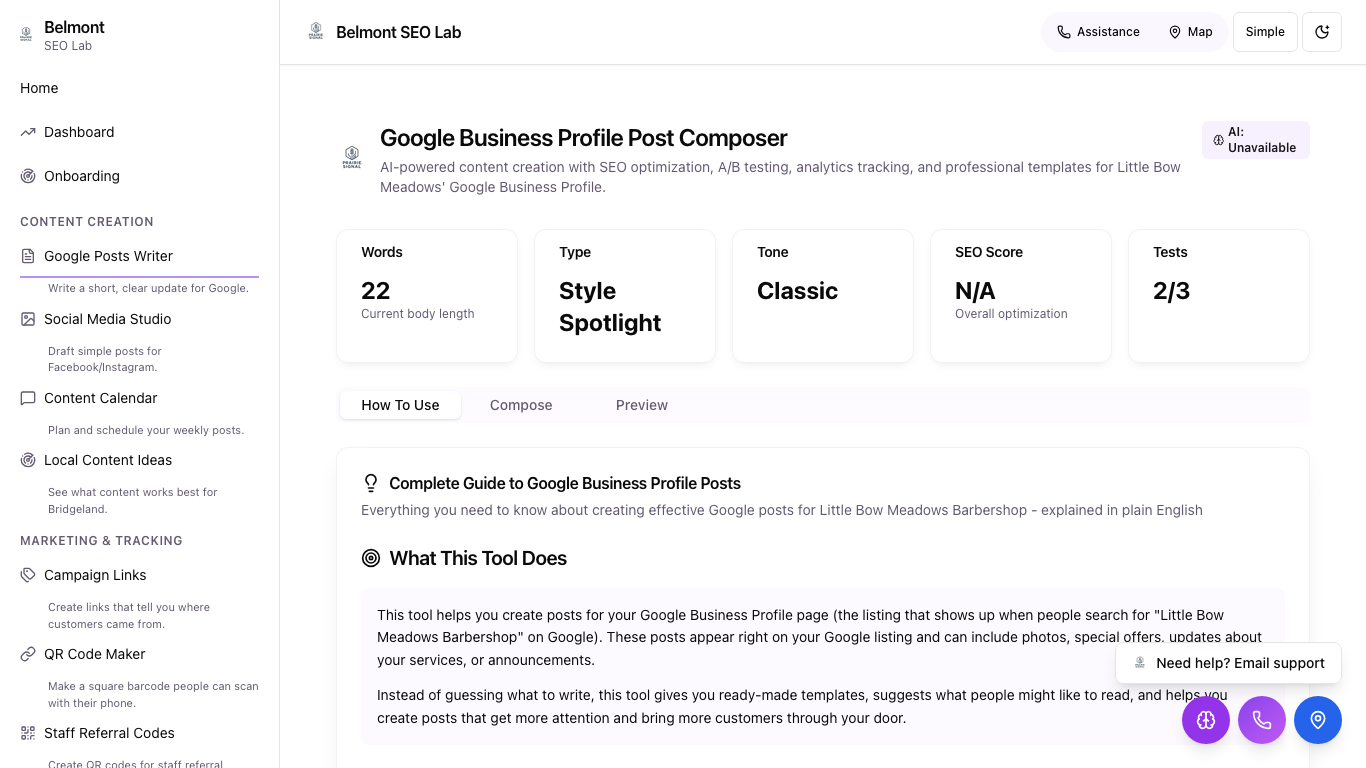 Belmont
SEO Lab
Home
Dashboard
Onboarding
CONTENT CREATION
Google Posts Writer
Write a short, clear update for Google.
Social Media Studio
Draft simple posts for
Facebook/Instagram.
Content Calendar
Plan and schedule your weekly posts.
Local Content Ideas
See what content works best for
Bridgeland.
MARKETING & TRACKING
Campaign Links
Create links that tell you where
customers came from.
QR Code Maker
Make a square barcode people can scan
with their phone.
Staff Referral Codes
Create QR codes for staff referral
Belmont SEO Lab
Assistance
Map
Simple
PRAIRIE
SIGNAL
Google Business Profile Post Composer
AI-powered content creation with SEO optimization, A/B testing, analytics tracking, and professional templates for Little Bow
Meadows' Google Business Profile.
AI:
Unavailable
Words
22
Current body length
Type
Style
Spotlight
Tone
Classic
SEO Score
N/A
Overall optimization
Tests
2/3
How To Use
Compose
Preview
Complete Guide to Google Business Profile Posts
Everything you need to know about creating effective Google posts for Little Bow Meadows Barbershop - explained in plain English
What This Tool Does
This tool helps you create posts for your Google Business Profile page (the listing that shows up when people search for "Little Bow
Meadows Barbershop" on Google). These posts appear right on your Google listing and can include photos, special offers, updates about
your services, or announcements.
Instead of guessing what to write, this tool gives you ready-made templates, suggests what people might like to read, and helps you
create posts that get more attention and bring more customers through your door.
Need help? Email support